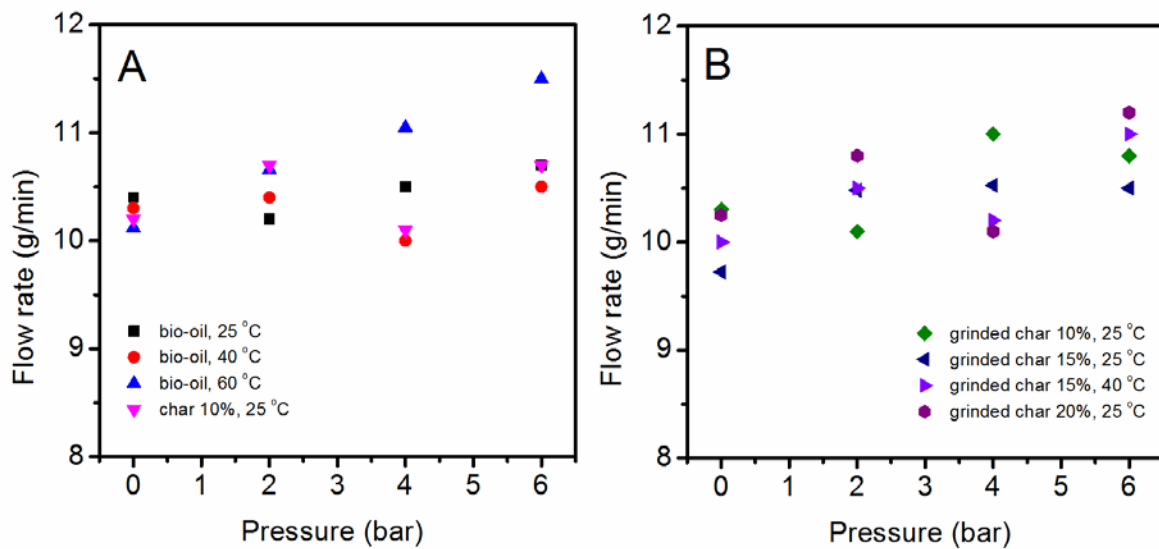 A
Flow rate (g/min)
12
11
10
9
8
bio-oil, 25 °C
bio-oil, 40 °C
bio-oil, 60 °C
char 10%, 25 °C
0 1 2 3 4 5 6
Pressure (bar)
B
Flow rate (g/min)
12
11
10
9
8
grinded char 10%, 25 °C
grinded char 15%, 25 °C
grinded char 15%, 40 °C
grinded char 20%, 25 °C
0 1 2 3 4 5 6
Pressure (bar)